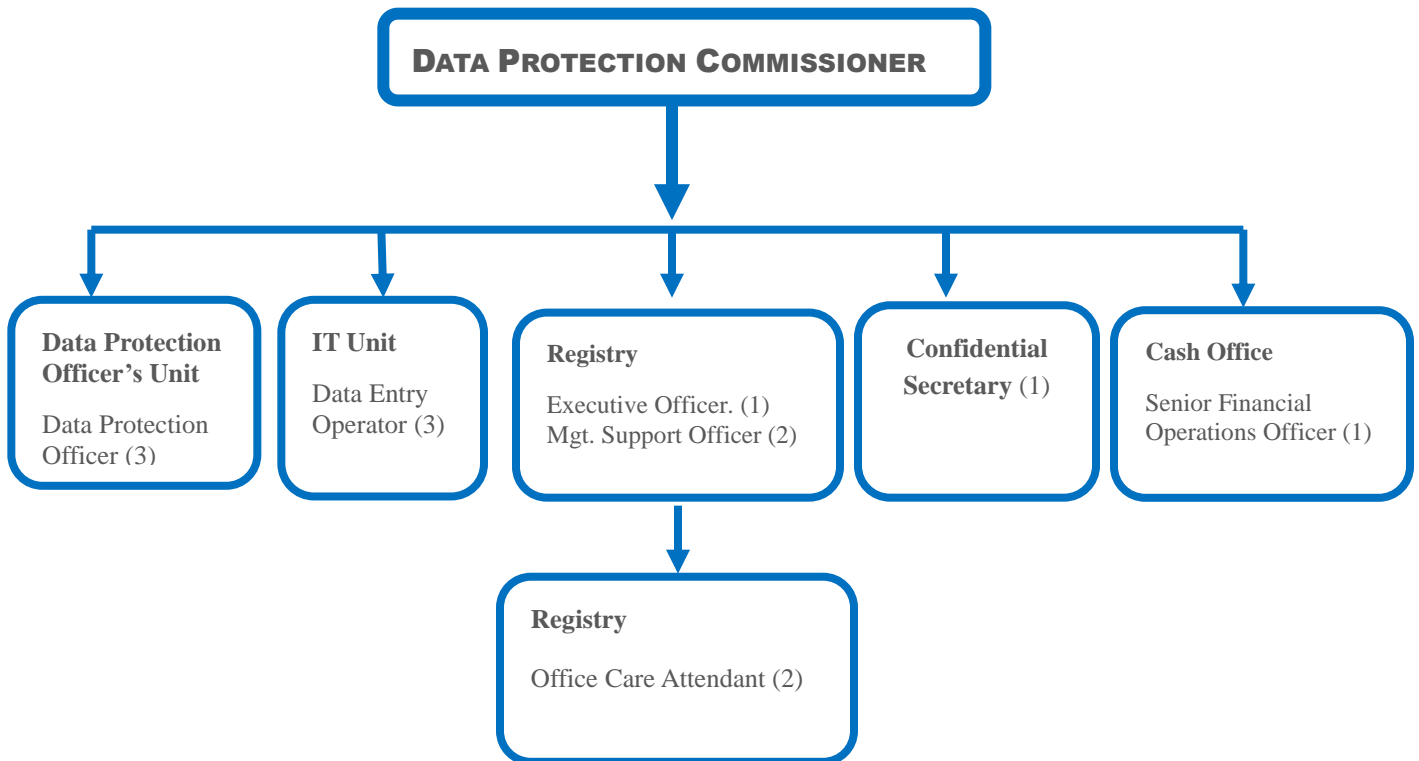 DATA PROTECTION COMMISSIONER
Data Protection
Officer’s Unit
Data Protection
Officer (3)
IT Unit
Data Entry
Operator (3)
Registry
Executive Officer. (1)
Mgt. Support Officer (2)
Confidential
Secretary (1)
Cash Office
Senior Financial
Operations Officer (1)
Registry
Office Care Attendant (2)